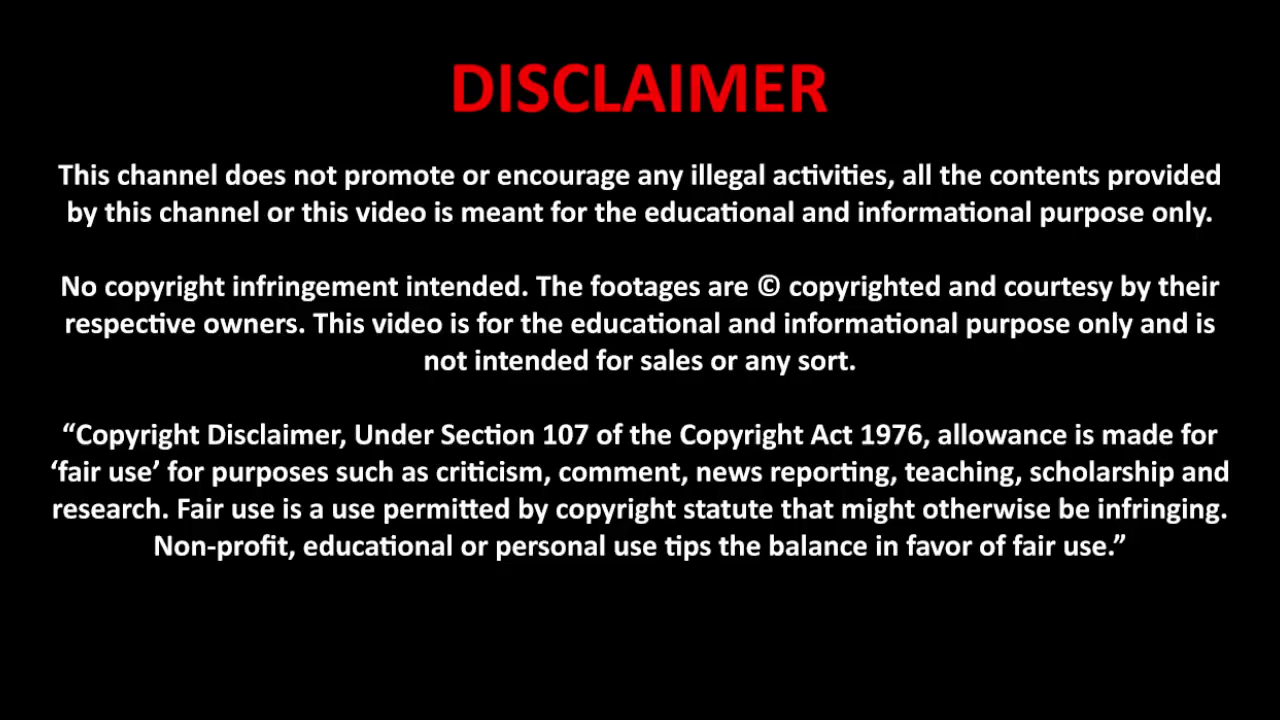 DISCLAIMER
This channel does not promote or encourage any illegal activities, all the contents provided
by this channel or this video is meant for the educational and informational purpose only.
No copyright infringement intended. The footages are © copyrighted and courtesy by their
respective owners. This video is for the educational and informational purpose only and is
not intended for sales or any sort.
“Copyright Disclaimer, Under Section 107 of the Copyright Act 1976, allowance is made for
‘fair use’ for purposes such as criticism, comment, news reporting, teaching, scholarship and
research. Fair use is a use permitted by copyright statute that might otherwise be infringing.
Non-profit, educational or personal use tips the balance in favor of fair use.”